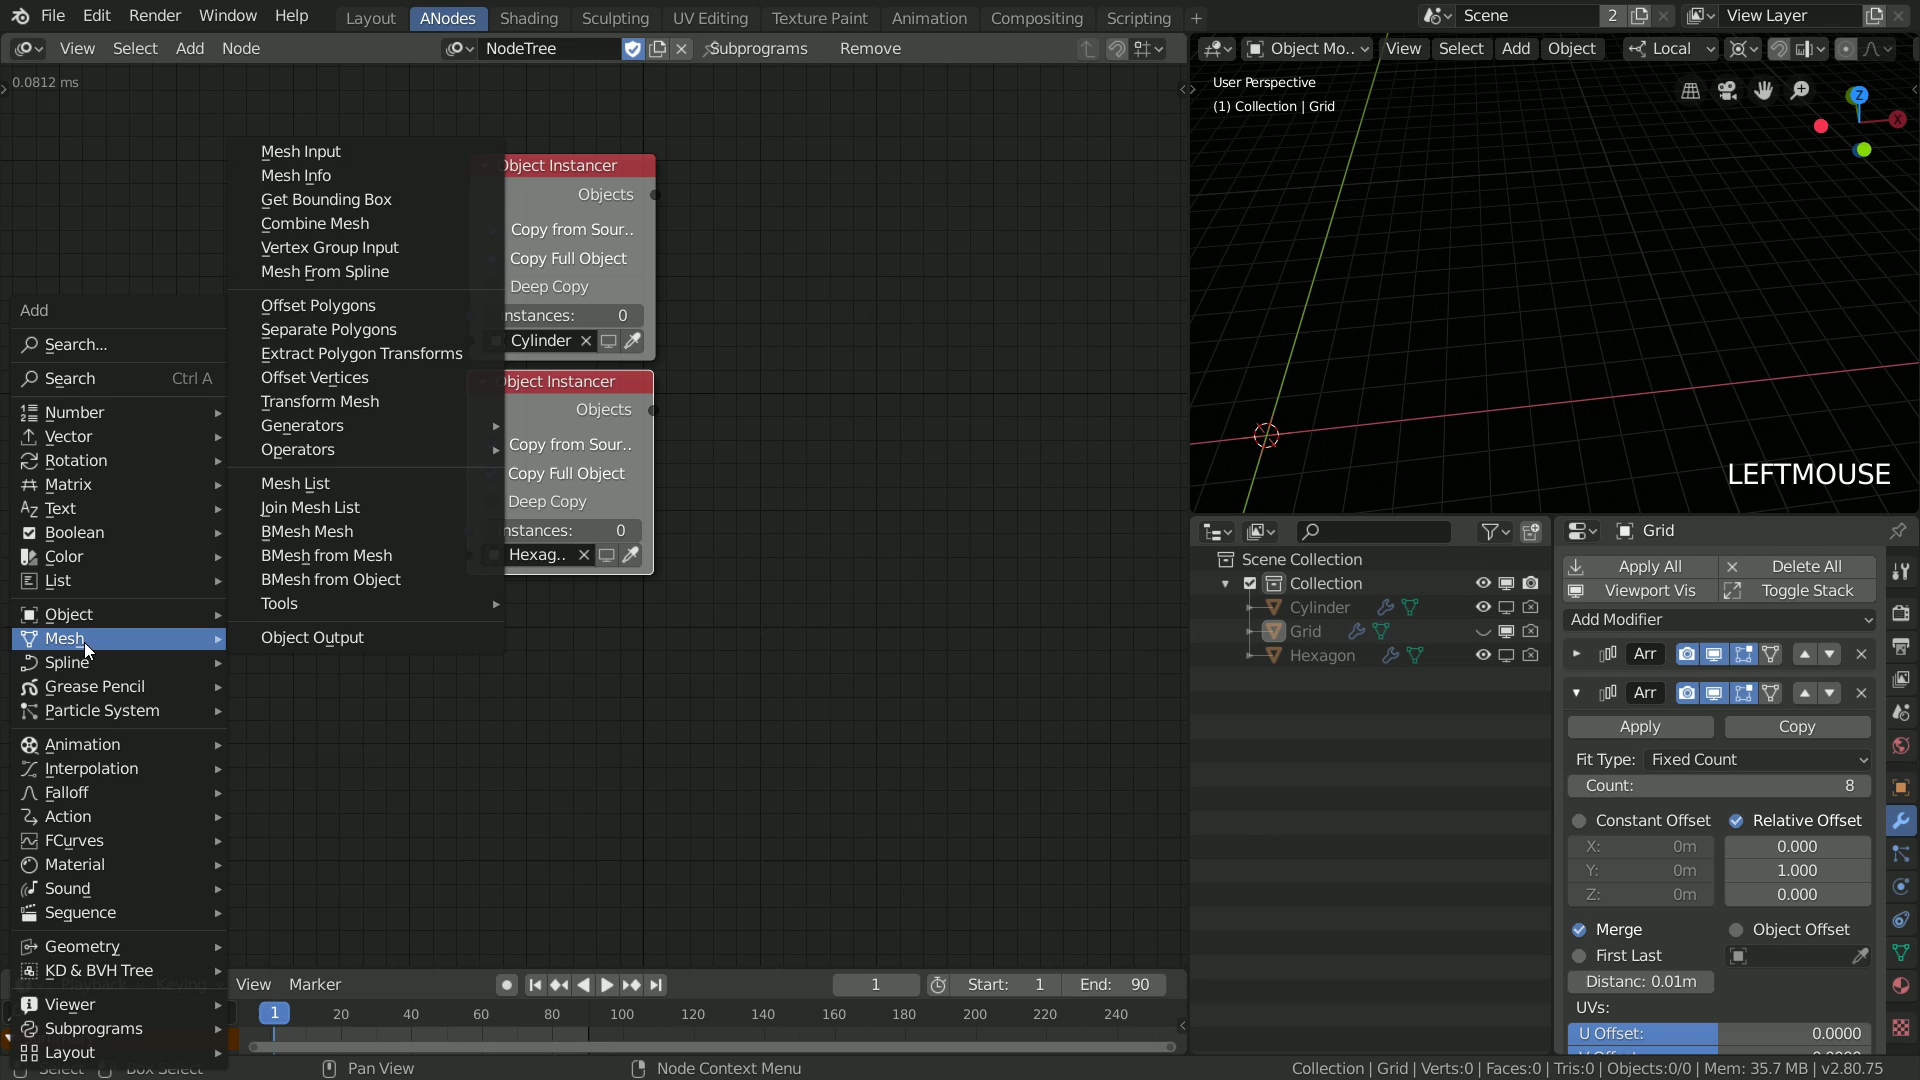 File Edit Render Window Help Layout ANodes Shading Sculpting UV Editing Texture Paint Animation Compositing Scripting + Scene 2 View Layer
View Select Add Node NodeTree Subprograms Remove
Object Mo.. View Select Add Object Local
0.0812 ms
User Perspective
(1) Collection | Grid
Z
X
LEFTMOUSE
Mesh Input
Mesh Info
Get Bounding Box
Combine Mesh
Vertex Group Input
Mesh From Spline
Offset Polygons
Separate Polygons
Extract Polygon Transforms
Offset Vertices
Transform Mesh
Generators
Operators
Mesh List
Join Mesh List
BMesh Mesh
BMesh from Mesh
BMesh from Object
Tools
Object Output
Object Instancer
Objects
Copy from Sour..
Copy Full Object
Deep Copy
nstances: 0
Cylinder
Object Instancer
Objects
Copy from Sour..
Copy Full Object
Deep Copy
nstances: 0
Hexag..
Add
Search...
Search Ctrl A
Number
Vector
Rotation
Matrix
Text
Boolean
Color
List
Object
Mesh
Spline
Grease Pencil
Particle System
Animation
Interpolation
Falloff
Action
FCurves
Material
Sound
Sequence
Geometry
KD & BVH Tree
Viewer
Subprograms
Layout
Scene Collection
Collection
Cylinder
Grid
Hexagon
Grid
Apply All Delete All
Viewport Vis Toggle Stack
Add Modifier
Arr
Arr
Apply Copy
Fit Type: Fixed Count
Count: 8
Constant Offset Relative Offset
X: 0m 0.000
Y: 0m 1.000
Z: 0m 0.000
Merge Object Offset
First Last
Distanc: 0.01m
UVs:
U Offset: 0.0000
Playback Keying View Marker 1 Start: 1 End: 90
1 20 40 60 80 100 120 140 160 180 200 220 240
Select Box Select Pan View Node Context Menu
Collection | Grid | Verts:0 | Faces:0 | Tris:0 | Objects:0/0 | Mem: 35.7 MB | v2.80.75